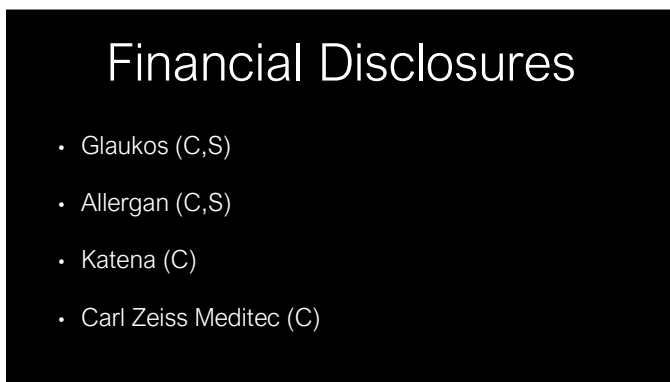 Financial Disclosures
• Glaukos (C,S)
• Allergan (C,S)
• Katena (C)
• Carl Zeiss Meditec (C)